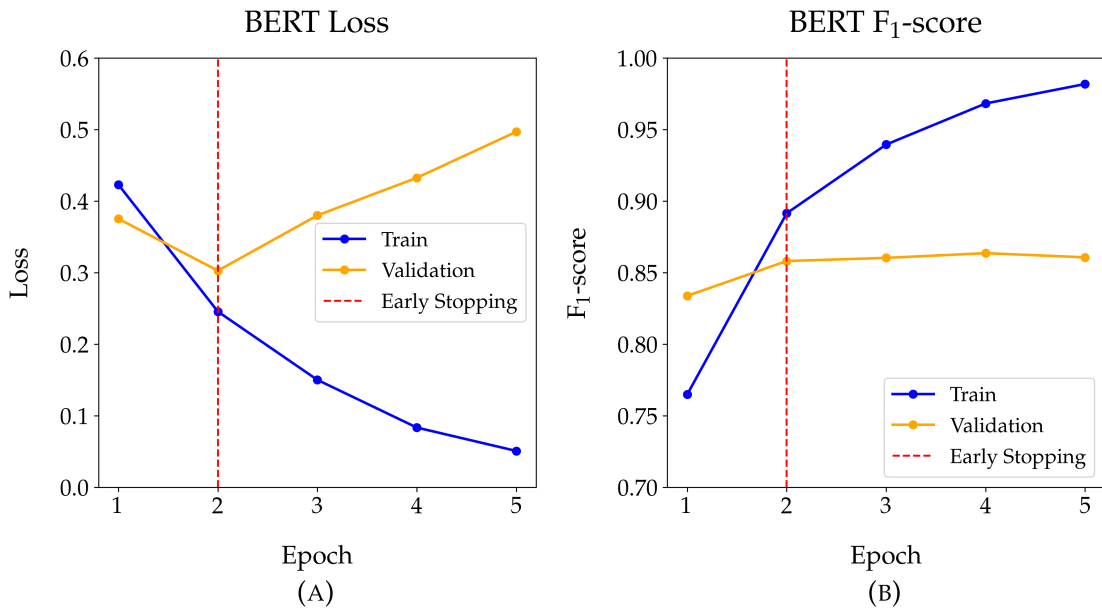 BERT Loss
0.6
0.5
0.4
0.3
0.2
0.1
0.0
Loss
Train
Validation
Early Stopping
1 2 3 4 5
Epoch
(A)
BERT F₁-score
1.00
0.95
0.90
0.85
0.80
0.75
0.70
F₁-score
Train
Validation
Early Stopping
1 2 3 4 5
Epoch
(B)